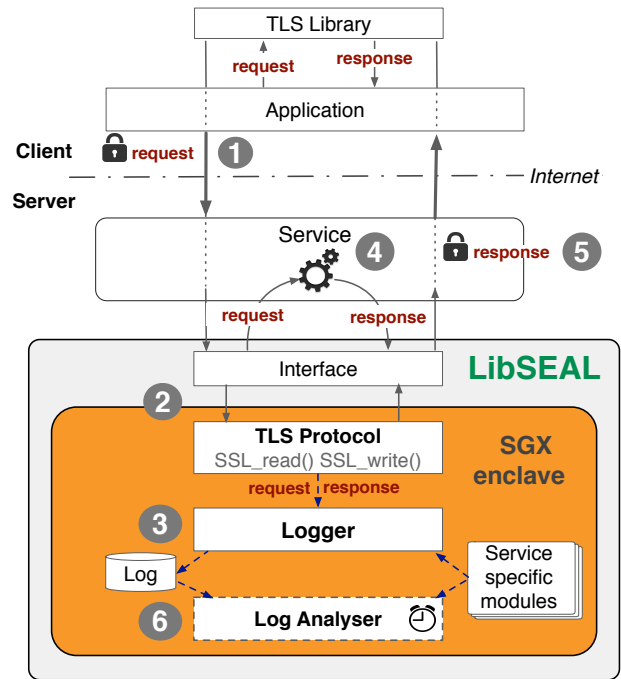 TLS Library
request
response
Application
Client
request
1
Internet
Server
Service
4
response
5
request
response
Interface
LibSEAL
2
TLS Protocol
SSL_read() SSL_write()
SGX
enclave
request response
3
Logger
Log
Service
specific
modules
6
Log Analyser